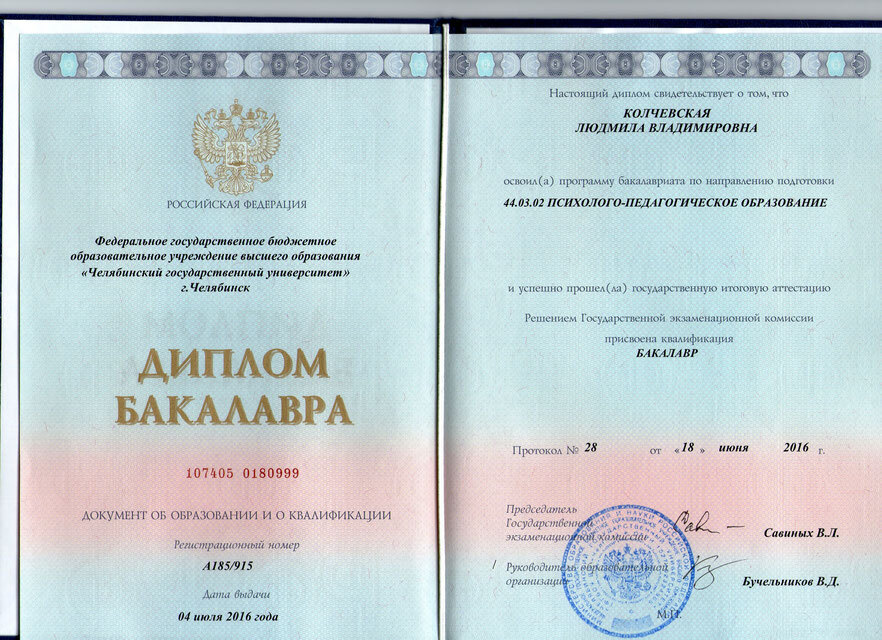 РОССИЙСКАЯ ФЕДЕРАЦИЯ
Федеральное государственное бюджетное
образовательное учреждение высшего образования
«Челябинский государственный университет»
г.Челябинск
ДИПЛОМ
БАКАЛАВРА
107405 0180999
ДОКУМЕНТ ОБ ОБРАЗОВАНИИ И О КВАЛИФИКАЦИИ
Регистрационный номер
А185/915
Дата выдачи
04 июля 2016 года
Настоящий диплом свидетельствует о том, что
КОЛЧЕВСКАЯ
ЛЮДМИЛА ВЛАДИМИРОВНА
освоил(а) программу бакалавриата по направлению подготовки
44.03.02 ПСИХОЛОГО-ПЕДАГОГИЧЕСКОЕ ОБРАЗОВАНИЕ
и успешно прошел(ла) государственную итоговую аттестацию
Решением Государственной экзаменационной комиссии
присвоена квалификация
БАКАЛАВР
Протокол № 28 от «18» июня 2016 г.
Председатель
Государственной
экзаменационной комиссии
Савиных В.Л.
Руководитель образовательной
организации
Бучельников В.Д.
М.П.